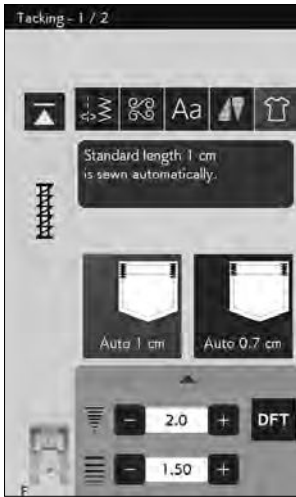 Tacking - 1 / 2
Aa
Standard length 1 cm
is sewn automatically.
Auto 1 cm
Auto 0.7 cm
- 2.0 +
DFT
- 1.50 +
F